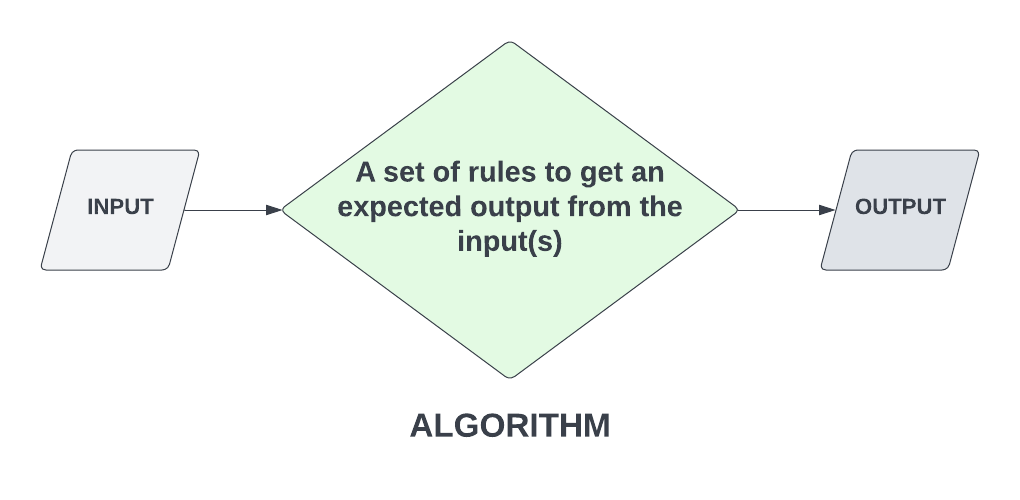 INPUT
A set of rules to get an
expected output from the
input(s)
OUTPUT
ALGORITHM